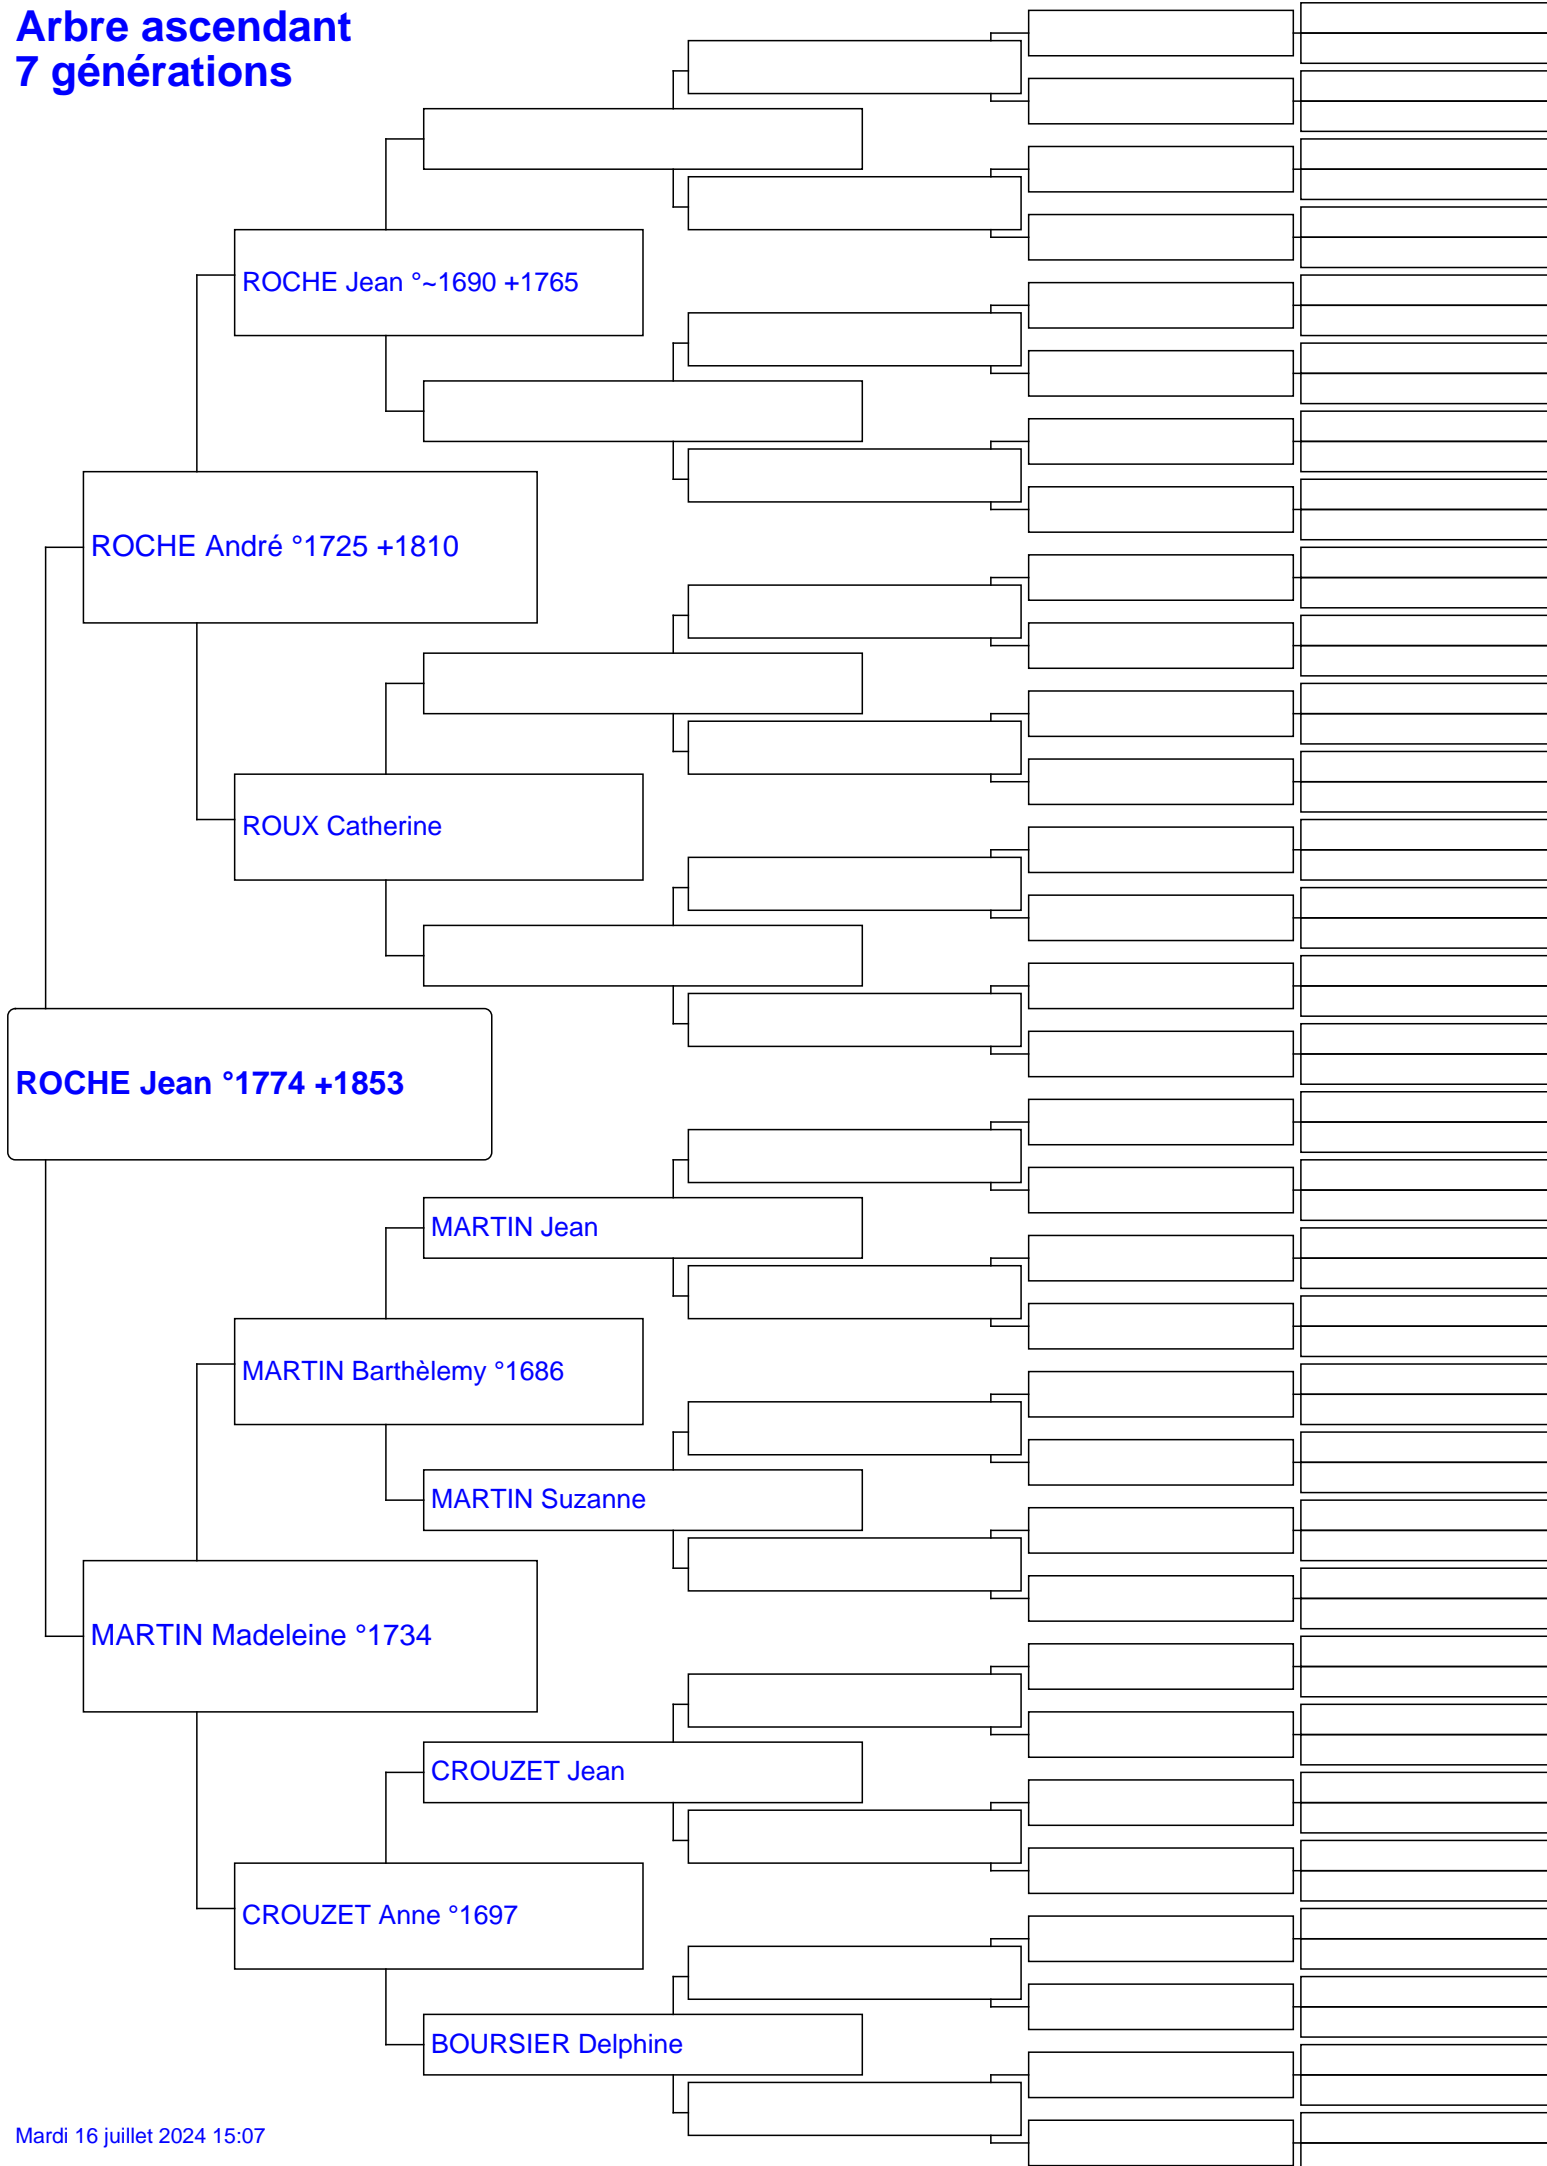 Arbre ascendant
7 générations
ROCHE Jean °~1690 +1765
ROCHE André °1725 +1810
ROUX Catherine
ROCHE Jean °1774 +1853
MARTIN Jean
MARTIN Barthèlemy °1686
MARTIN Suzanne
MARTIN Madeleine °1734
CROUZET Jean
CROUZET Anne °1697
BOURSIER Delphine
Mardi 16 juillet 2024 15:07